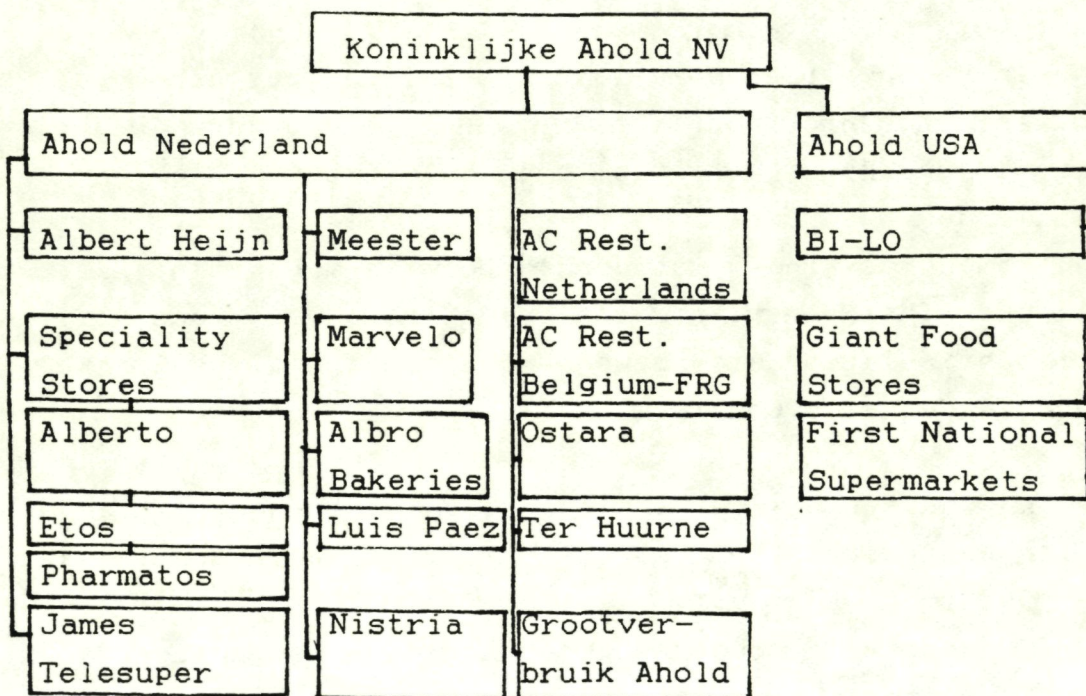 Koninklijke Ahold NV
Ahold Nederland
Ahold USA
Albert Heijn
Meester
AC Rest.
Netherlands
BI-LO
Speciality
Stores
Marvelo
AC Rest.
Belgium-FRG
Giant Food
Stores
Alberto
Albro
Bakeries
Ostara
First National
Supermarkets
Etos
Luis Paez
Ter Huurne
Pharmatos
James
Telesuper
Nistria
Grootver-
bruik Ahold